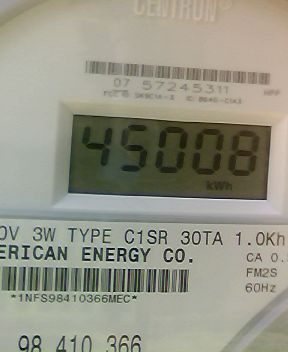 CENTRON
07 57245311
45008
kWh
0V 3W TYPE C1SR 30TA 1.0Kh
ERICAN ENERGY CO.
CA 0.
FM2S
*1NFS98410366MEC*
60Hz
98 410 366